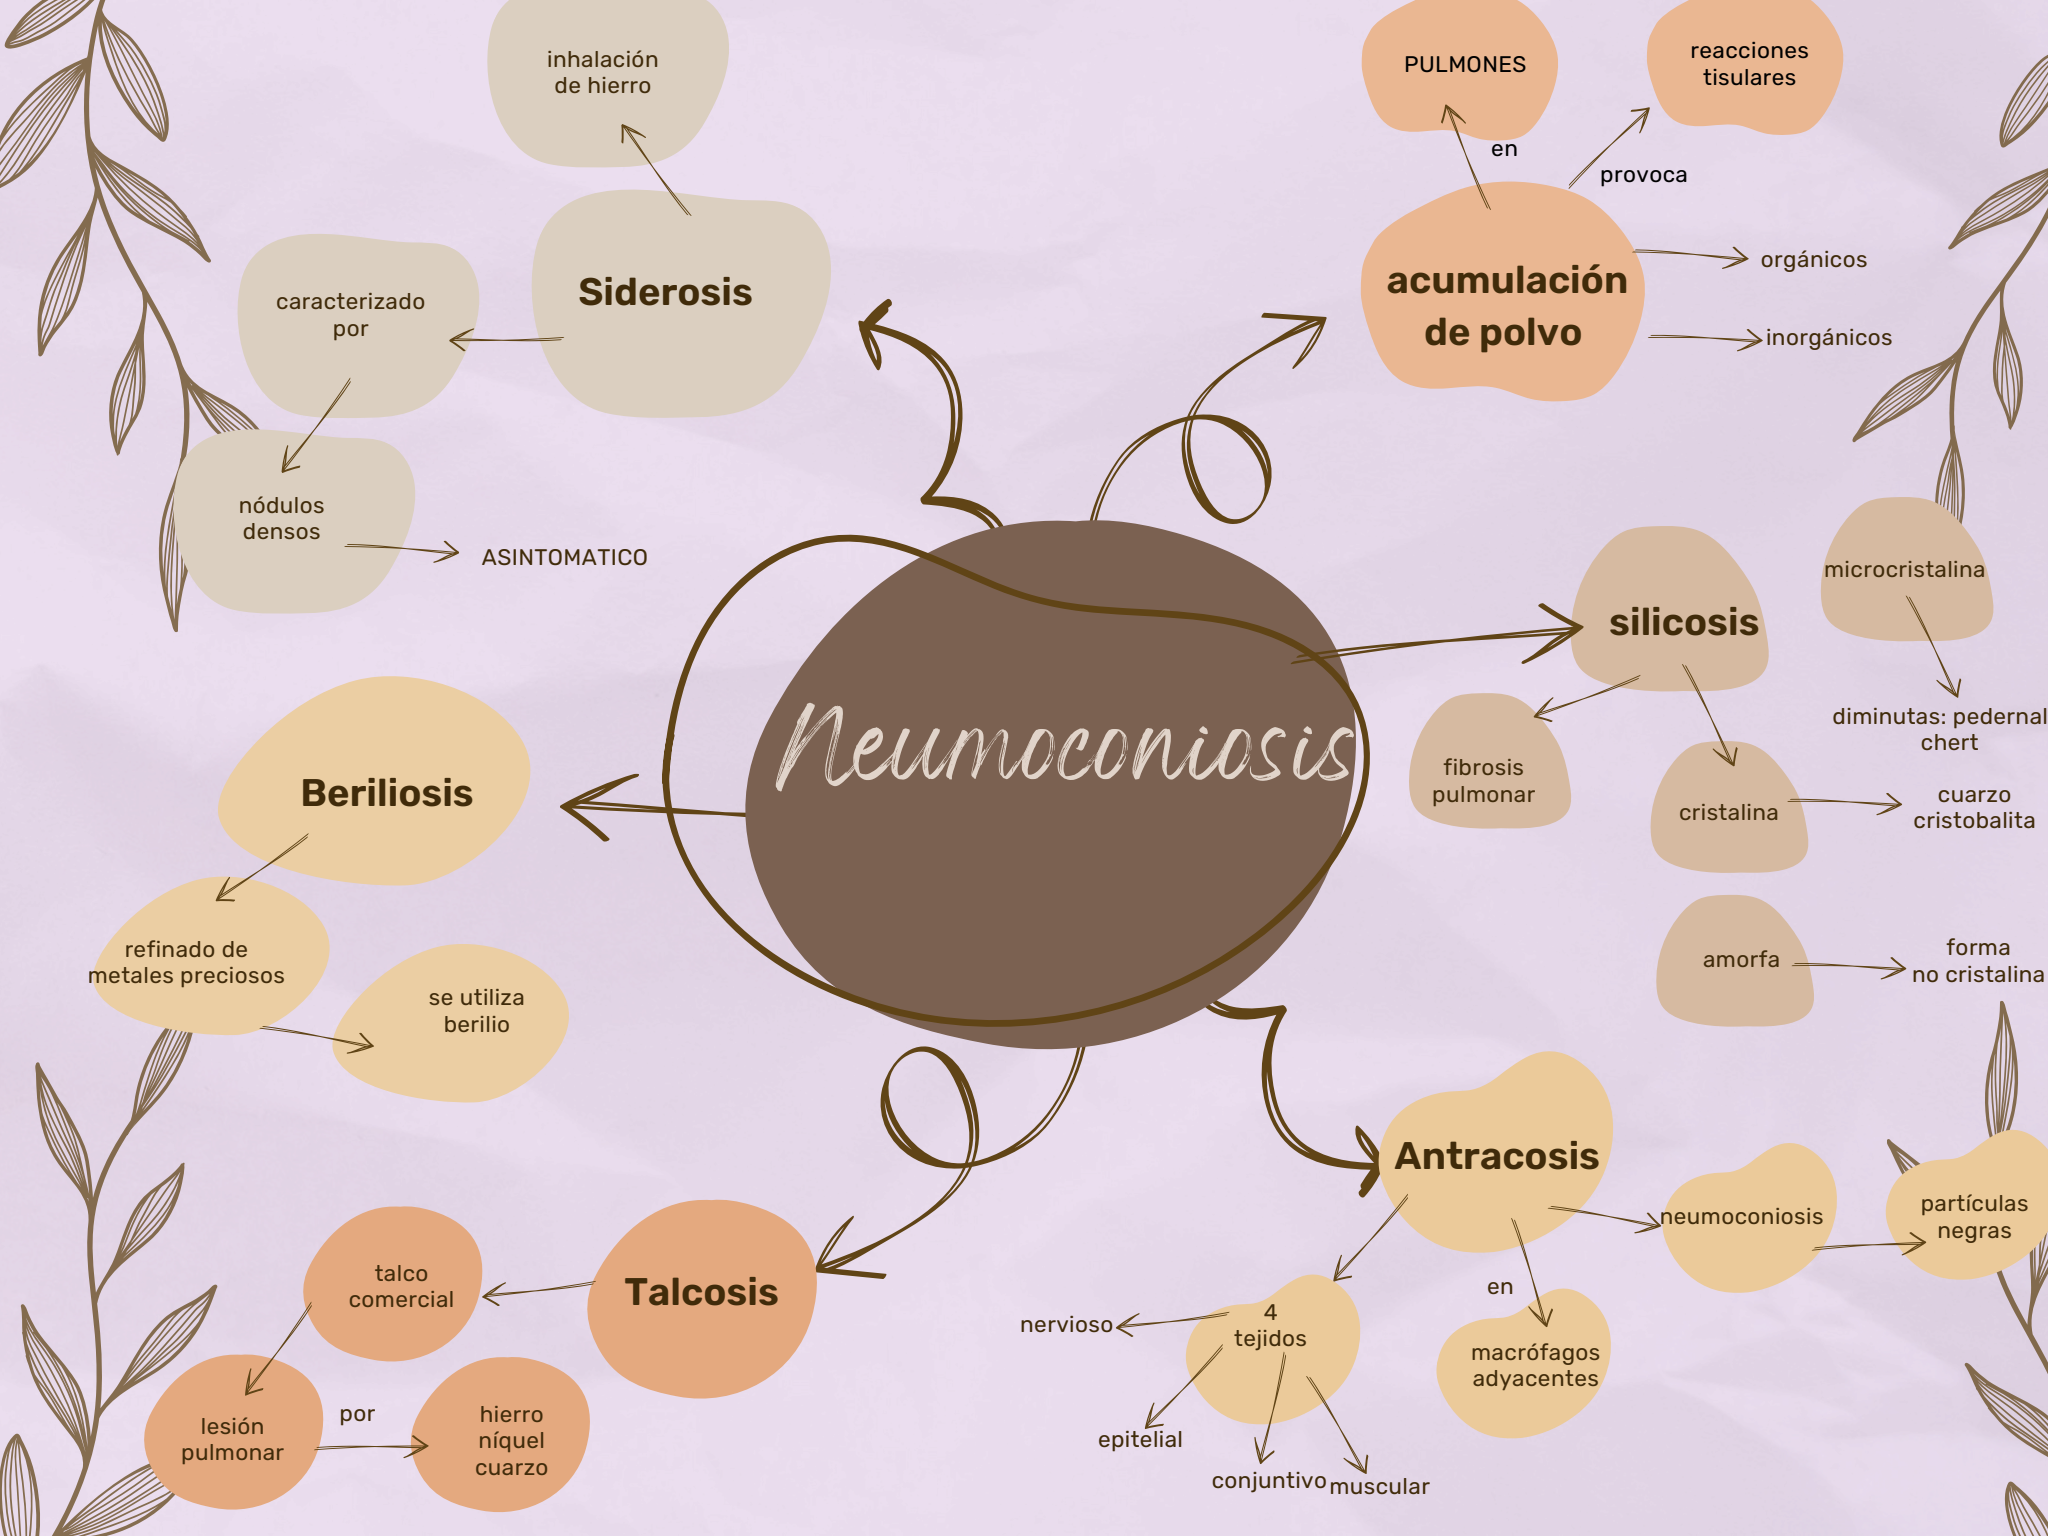 inhalación
de hierro
Siderosis
caracterizado
por
nódulos
densos
ASINTOMATICO
PULMONES
reacciones
tisulares
en
provoca
acumulación
de polvo
orgánicos
inorgánicos
Neumoconiosis
silicosis
microcristalina
diminutas: pedernal
chert
fibrosis
pulmonar
cristalina
cuarzo
cristobalita
amorfa
forma
no cristalina
Beriliosis
refinado de
metales preciosos
se utiliza
berilio
Talcosis
talco
comercial
lesión
pulmonar
por
hierro
níquel
cuarzo
Antracosis
neumoconiosis
partículas
negras
en
macrófagos
adyacentes
4
tejidos
nervioso
epitelial
conjuntivo
muscular